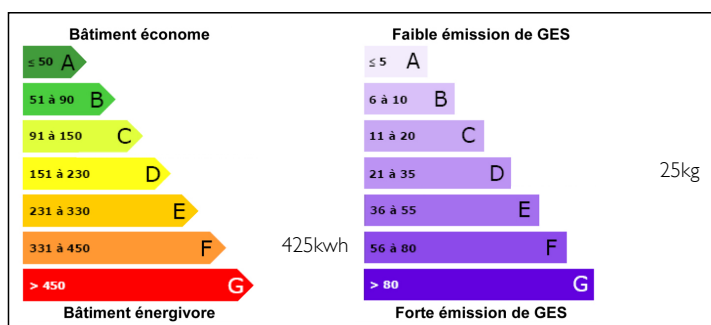 Bâtiment économe
≤ 50 A
51 à 90 B
91 à 150 C
151 à 230 D
231 à 330 E
331 à 450 F
425kwh
> 450 G
Bâtiment énergivore
Faible émission de GES
≤ 5 A
6 à 10 B
11 à 20 C
21 à 35 D
25kg
36 à 55 E
56 à 80 F
> 80 G
Forte émission de GES